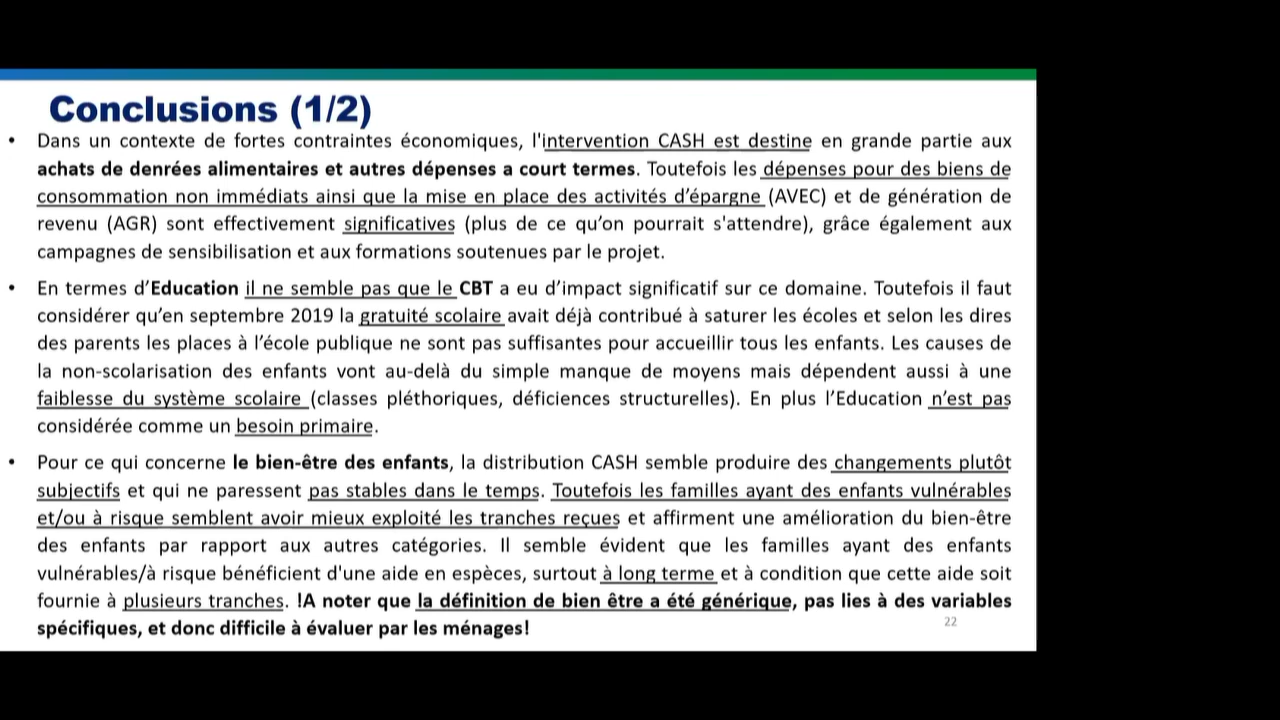 Conclusions (1/2)
• Dans un contexte de fortes contraintes économiques, l'intervention CASH est destine en grande partie aux
achats de denrées alimentaires et autres dépenses a court termes. Toutefois les dépenses pour des biens de
consommation non immédiats ainsi que la mise en place des activités d’épargne (AVEC) et de génération de
revenu (AGR) sont effectivement significatives (plus de ce qu’on pourrait s'attendre), grâce également aux
campagnes de sensibilisation et aux formations soutenues par le projet.
• En termes d’Education il ne semble pas que le CBT a eu d’impact significatif sur ce domaine. Toutefois il faut
considérer qu’en septembre 2019 la gratuité scolaire avait déjà contribué à saturer les écoles et selon les dires
des parents les places à l’école publique ne sont pas suffisantes pour accueillir tous les enfants. Les causes de
la non-scolarisation des enfants vont au-delà du simple manque de moyens mais dépendent aussi à une
faiblesse du système scolaire (classes pléthoriques, déficiences structurelles). En plus l’Education n’est pas
considérée comme un besoin primaire.
• Pour ce qui concerne le bien-être des enfants, la distribution CASH semble produire des changements plutôt
subjectifs et qui ne paressent pas stables dans le temps. Toutefois les familles ayant des enfants vulnérables
et/ou à risque semblent avoir mieux exploité les tranches reçues et affirment une amélioration du bien-être
des enfants par rapport aux autres catégories. Il semble évident que les familles ayant des enfants
vulnérables/à risque bénéficient d'une aide en espèces, surtout à long terme et à condition que cette aide soit
fournie à plusieurs tranches. !A noter que la définition de bien être a été générique, pas lies à des variables
spécifiques, et donc difficile à évaluer par les ménages!
22